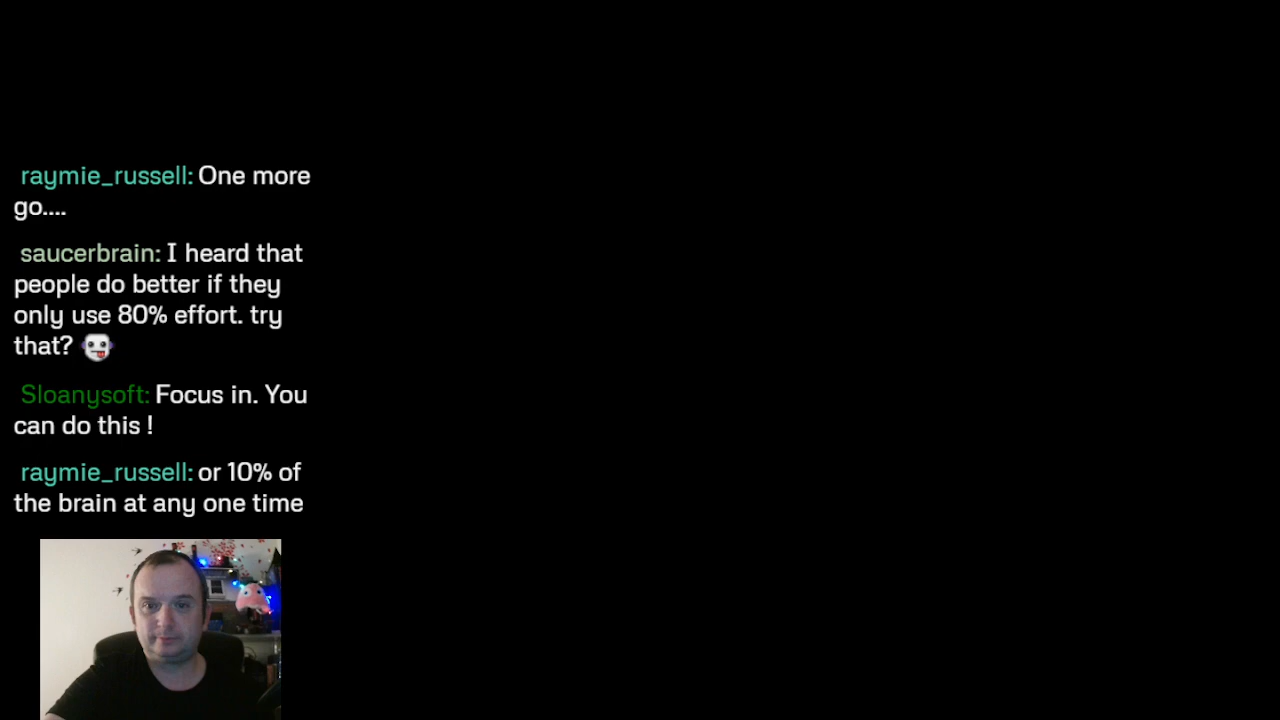 raymie_russell: One more
go....
saucerbrain: I heard that
people do better if they
only use 80% effort. try
that?
Sloanysoft: Focus in. You
can do this !
raymie_russell: or 10% of
the brain at any one time